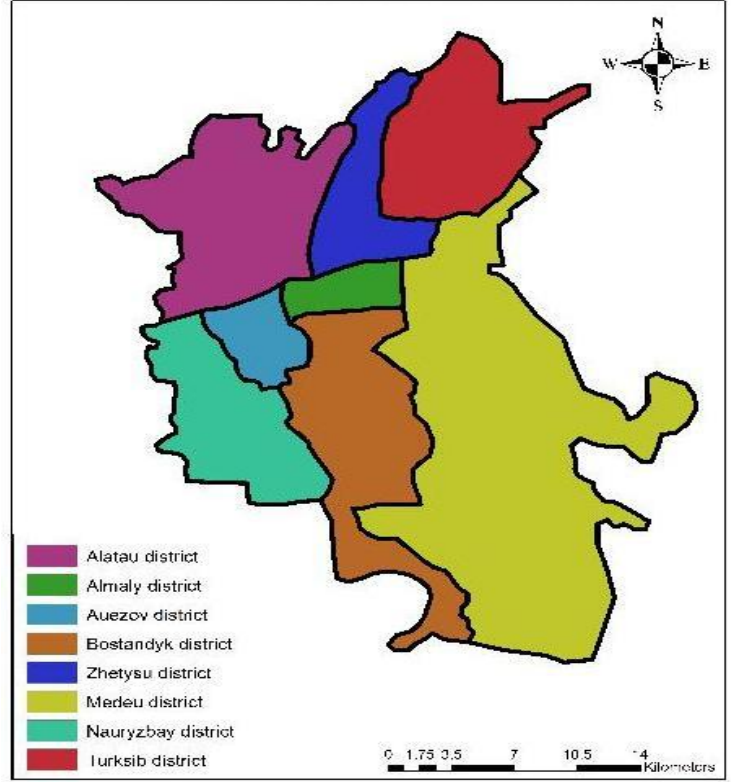 N
W E
S
Alatau district
Almaly district
Auezov district
Bostandyk district
Zhetysu district
Medeu district
Nauryzbay district
Turksib district
0 1.75 3.5 7 10.5 14
Kilometers